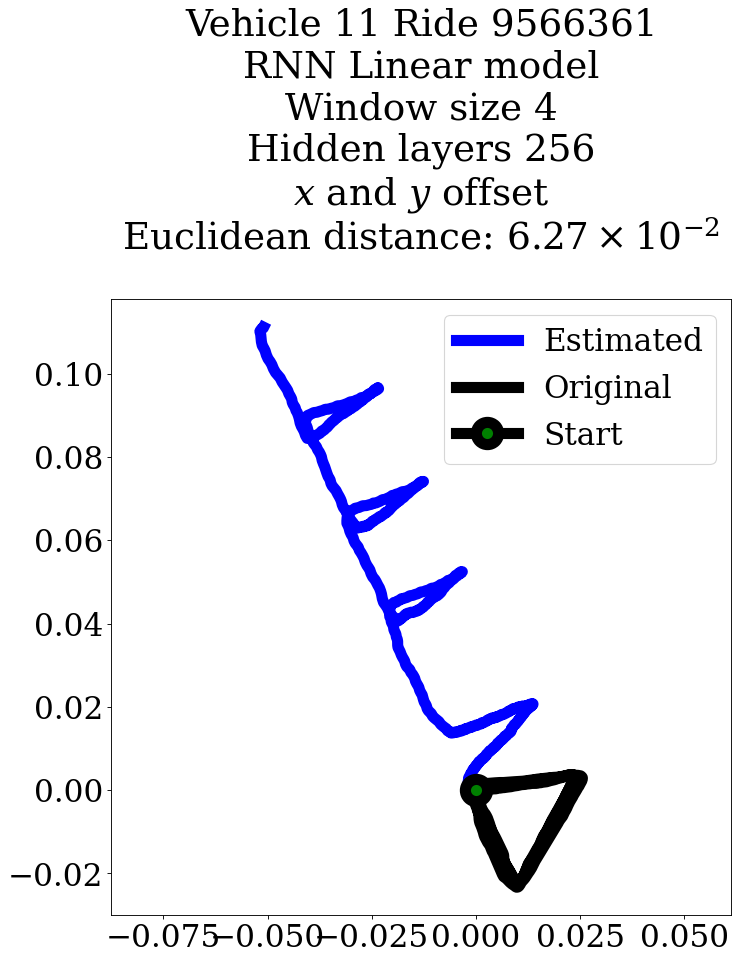 Vehicle 11 Ride 9566361
RNN Linear model
Window size 4
Hidden layers 256
x and y offset
Euclidean distance: 6.27 × 10⁻²
Estimated
Original
Start
0.10
0.08
0.06
0.04
0.02
0.00
−0.02
−0.075 −0.050 −0.025 0.000 0.025 0.050